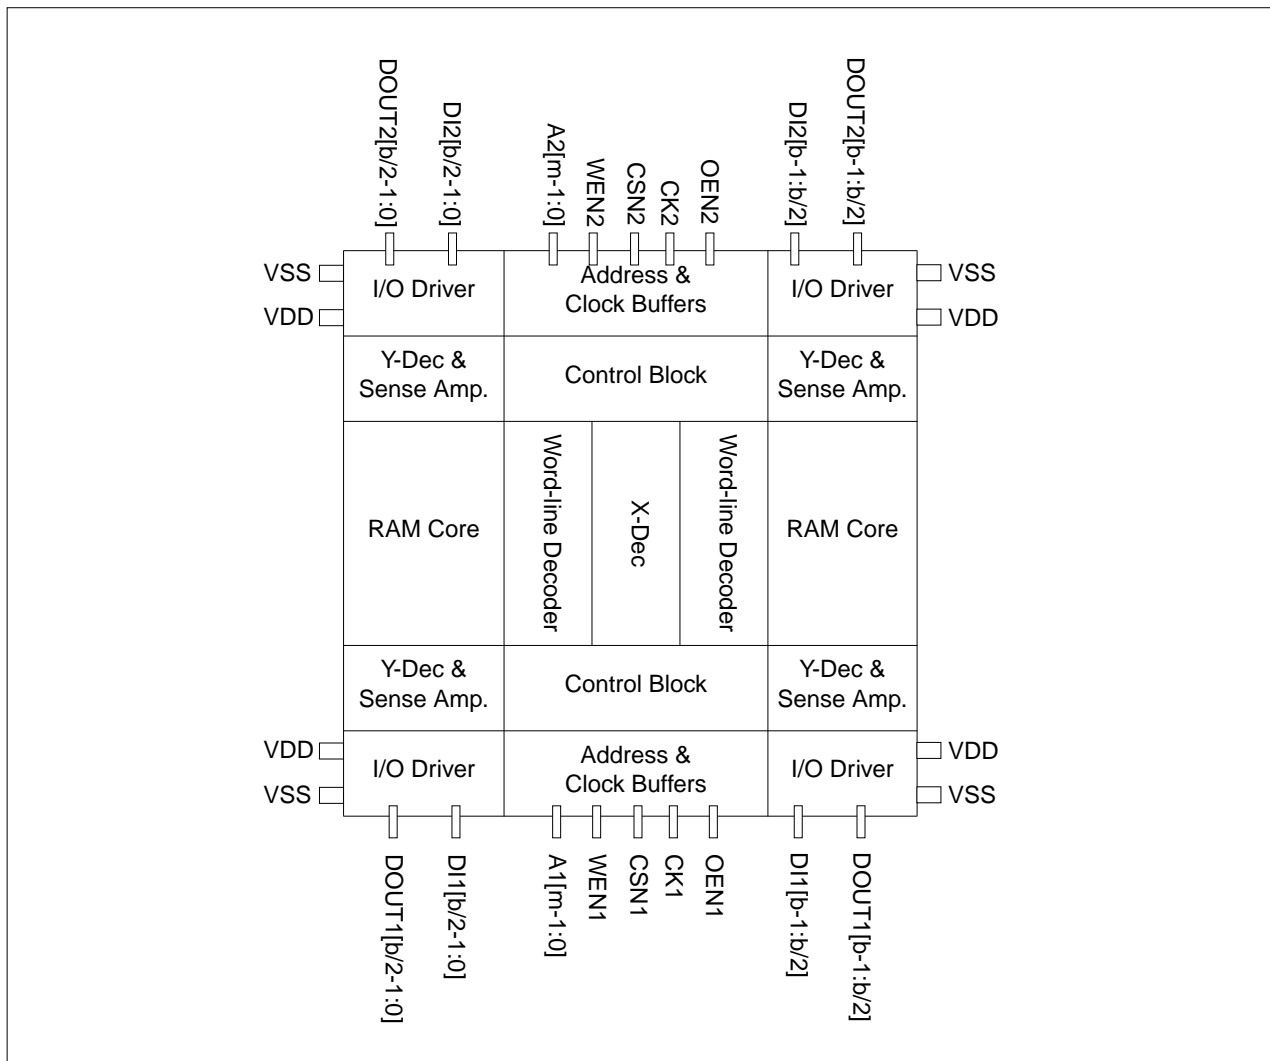 DOUT2[b/2-1:0]
DI2[b/2-1:0]
A2[m-1:0]
WEN2
CSN2
CK2
OEN2
DI2[b-1:b/2]
DOUT2[b-1:b/2]
VSS
VDD
I/O Driver
Address &
Clock Buffers
I/O Driver
VSS
VDD
Y-Dec &
Sense Amp.
Control Block
Y-Dec &
Sense Amp.
RAM Core
Word-line Decoder
X-Dec
Word-line Decoder
RAM Core
Y-Dec &
Sense Amp.
Control Block
Y-Dec &
Sense Amp.
VDD
VSS
I/O Driver
Address &
Clock Buffers
I/O Driver
VDD
VSS
DOUT1[b/2-1:0]
DI1[b/2-1:0]
A1[m-1:0]
WEN1
CSN1
CK1
OEN1
DI1[b-1:b/2]
DOUT1[b-1:b/2]